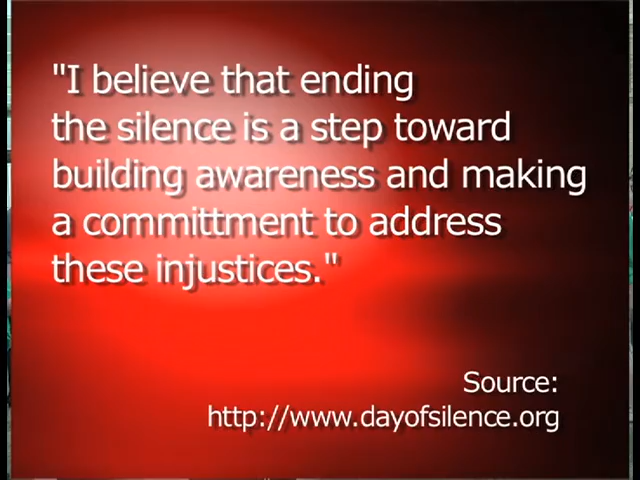 "I believe that ending
the silence is a step toward
building awareness and making
a committment to address
these injustices."
Source:
http://www.dayofsilence.org